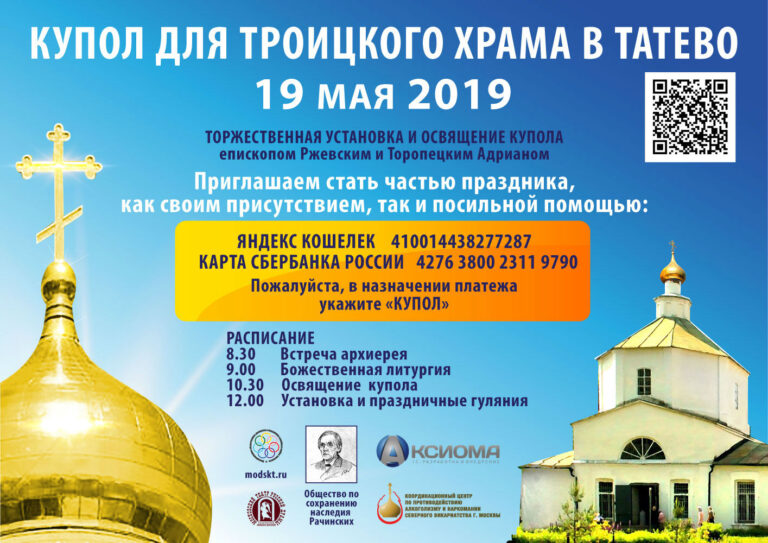 КУПОЛ ДЛЯ ТРОИЦКОГО ХРАМА В ТАТЕВО
19 МАЯ 2019
ТОРЖЕСТВЕННАЯ УСТАНОВКА И ОСВЯЩЕНИЕ КУПОЛА
епископом Ржевским и Торопецким Адрианом
Приглашаем стать частью праздника,
как своим присутствием, так и посильной помощью:
ЯНДЕКС КОШЕЛЕК 410014438277287
КАРТА СБЕРБАНКА РОССИИ 4276 3800 2311 9790
Пожалуйста, в назначении платежа
укажите «КУПОЛ»
РАСПИСАНИЕ
8.30 Встреча архиерея
9.00 Божественная литургия
10.30 Освящение купола
12.00 Установка и праздничные гуляния
modskt.ru
Общество по
сохранению
наследия
Рачинских
АКСИОМА
КООРДИНАЦИОННЫЙ ЦЕНТР
ПО ПРОТИВОДЕЙСТВИЮ
АЛКОГОЛИЗМУ И НАРКОМАНИИ
СЕВЕРНОГО ВИКАРИАТСТВА Г. МОСКВЫ